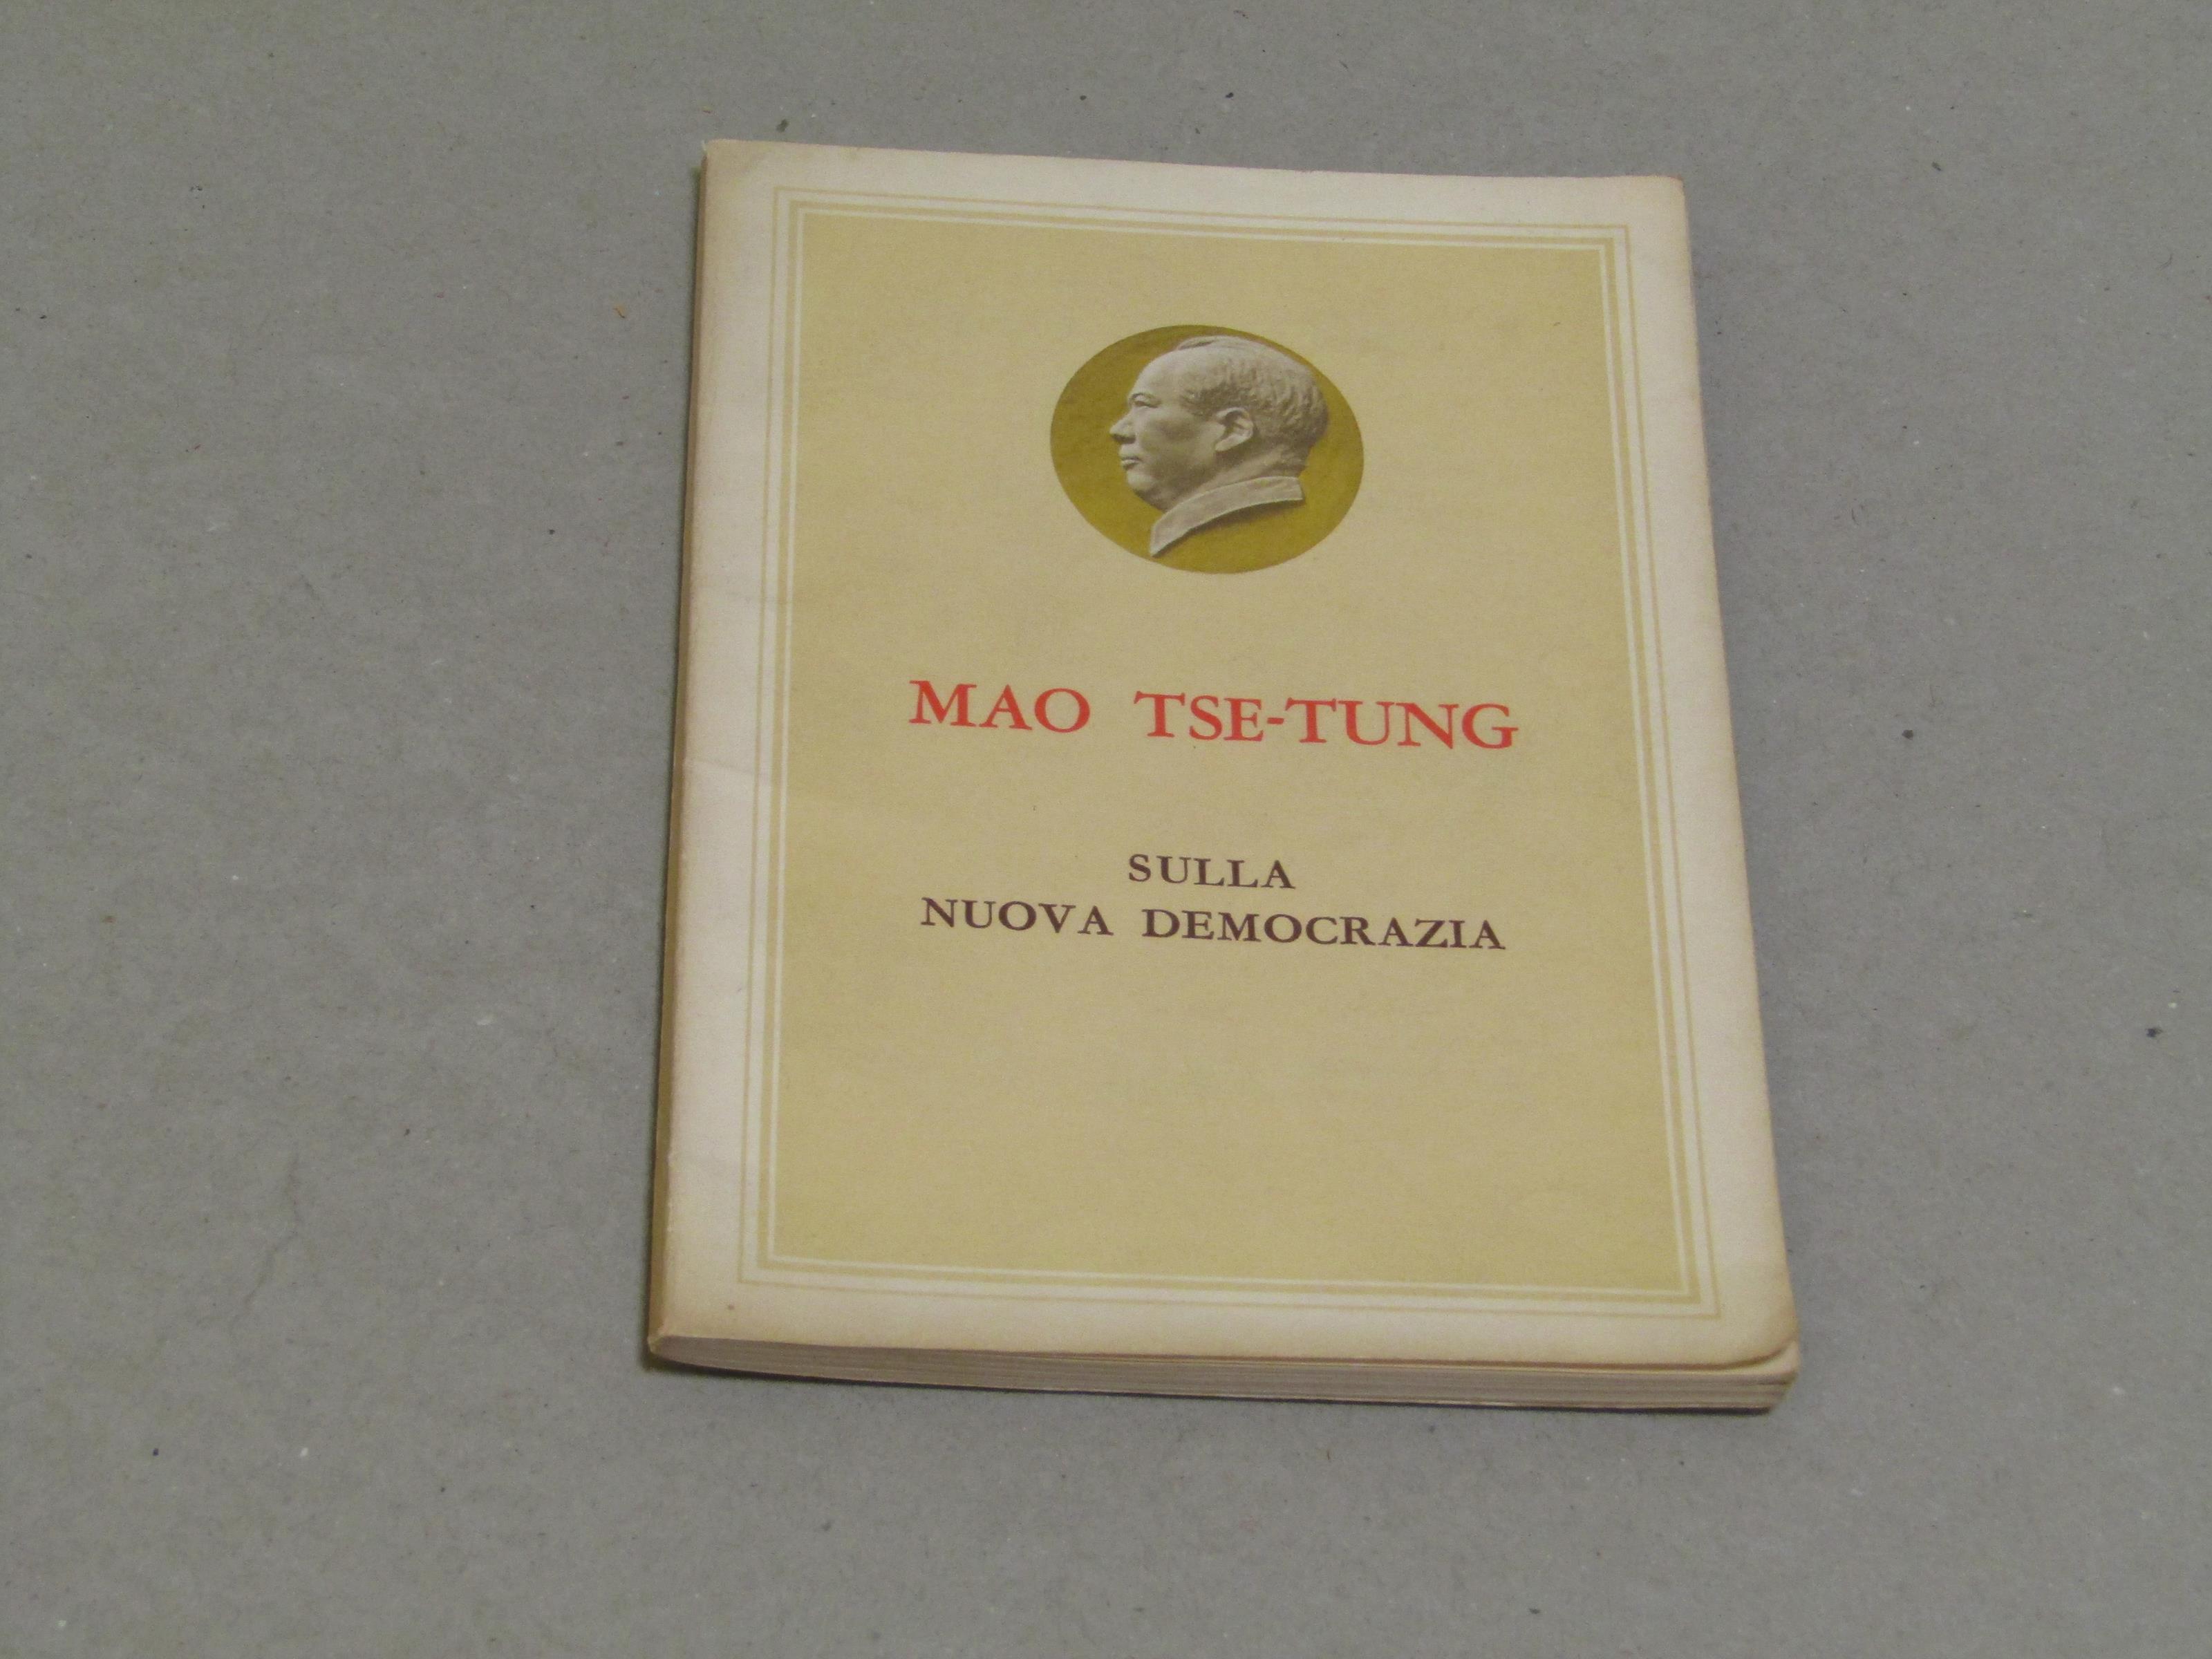 MAO TSE-TUNG
SULLA
NUOVA DEMOCRAZIA